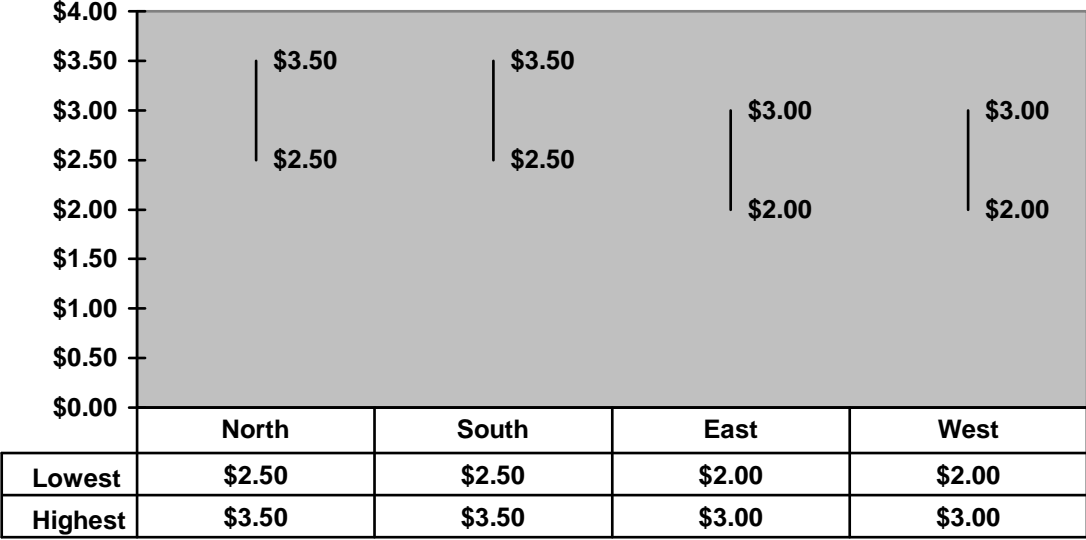 $4.00
$3.50 $3.50 $3.50
$3.00 $3.00 $3.00
$2.50 $2.50 $2.50
$2.00 $2.00 $2.00
$1.50
$1.00
$0.50
$0.00
North South East West
Lowest $2.50 $2.50 $2.00 $2.00
Highest $3.50 $3.50 $3.00 $3.00